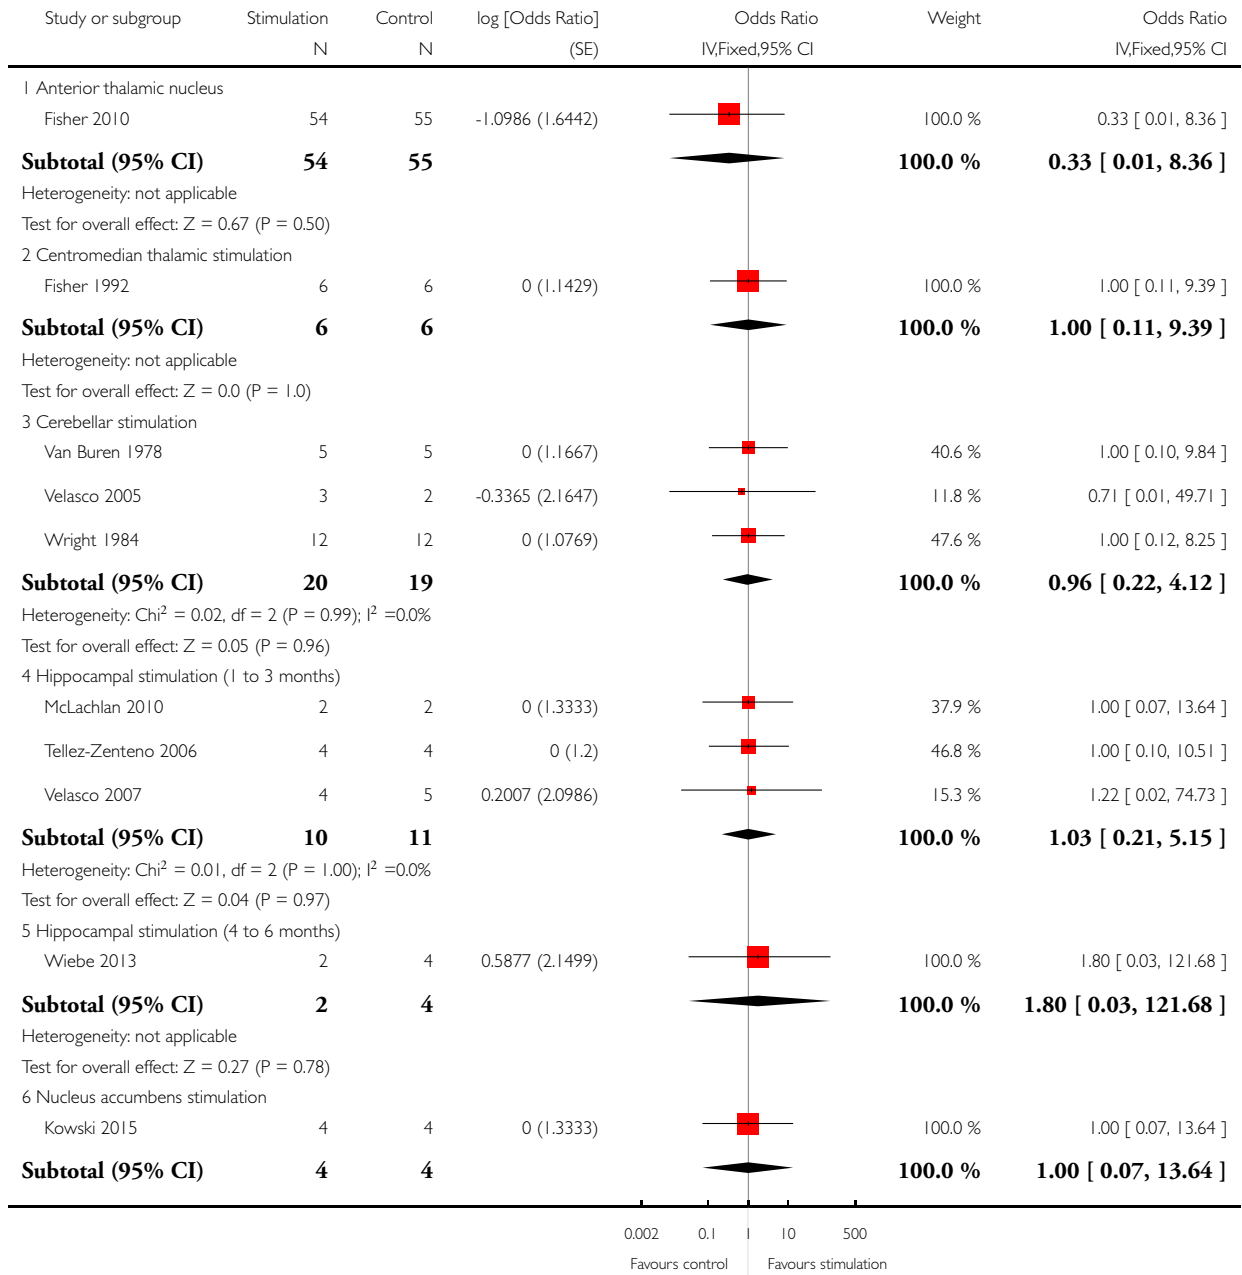 Study or subgroup Stimulation Control log [Odds Ratio] Odds Ratio Weight Odds Ratio
N N (SE) IV,Fixed,95% CI IV,Fixed,95% CI
1 Anterior thalamic nucleus
Fisher 2010 54 55 -1.0986 (1.6442) 100.0 % 0.33 [ 0.01, 8.36 ]
Subtotal (95% CI) 54 55 100.0 % 0.33 [ 0.01, 8.36 ]
Heterogeneity: not applicable
Test for overall effect: Z = 0.67 (P = 0.50)
2 Centromedian thalamic stimulation
Fisher 1992 6 6 0 (1.1429) 100.0 % 1.00 [ 0.11, 9.39 ]
Subtotal (95% CI) 6 6 100.0 % 1.00 [ 0.11, 9.39 ]
Heterogeneity: not applicable
Test for overall effect: Z = 0.0 (P = 1.0)
3 Cerebellar stimulation
Van Buren 1978 5 5 0 (1.1667) 40.6 % 1.00 [ 0.10, 9.84 ]
Velasco 2005 3 2 -0.3365 (2.1647) 11.8 % 0.71 [ 0.01, 49.71 ]
Wright 1984 12 12 0 (1.0769) 47.6 % 1.00 [ 0.12, 8.25 ]
Subtotal (95% CI) 20 19 100.0 % 0.96 [ 0.22, 4.12 ]
Heterogeneity: Chi² = 0.02, df = 2 (P = 0.99); I² =0.0%
Test for overall effect: Z = 0.05 (P = 0.96)
4 Hippocampal stimulation (1 to 3 months)
McLachlan 2010 2 2 0 (1.3333) 37.9 % 1.00 [ 0.07, 13.64 ]
Tellez-Zenteno 2006 4 4 0 (1.2) 46.8 % 1.00 [ 0.10, 10.51 ]
Velasco 2007 4 5 0.2007 (2.0986) 15.3 % 1.22 [ 0.02, 74.73 ]
Subtotal (95% CI) 10 11 100.0 % 1.03 [ 0.21, 5.15 ]
Heterogeneity: Chi² = 0.01, df = 2 (P = 1.00); I² =0.0%
Test for overall effect: Z = 0.04 (P = 0.97)
5 Hippocampal stimulation (4 to 6 months)
Wiebe 2013 2 4 0.5877 (2.1499) 100.0 % 1.80 [ 0.03, 121.68 ]
Subtotal (95% CI) 2 4 100.0 % 1.80 [ 0.03, 121.68 ]
Heterogeneity: not applicable
Test for overall effect: Z = 0.27 (P = 0.78)
6 Nucleus accumbens stimulation
Kowski 2015 4 4 0 (1.3333) 100.0 % 1.00 [ 0.07, 13.64 ]
Subtotal (95% CI) 4 4 100.0 % 1.00 [ 0.07, 13.64 ]
0.002 0.1 1 10 500
Favours control Favours stimulation